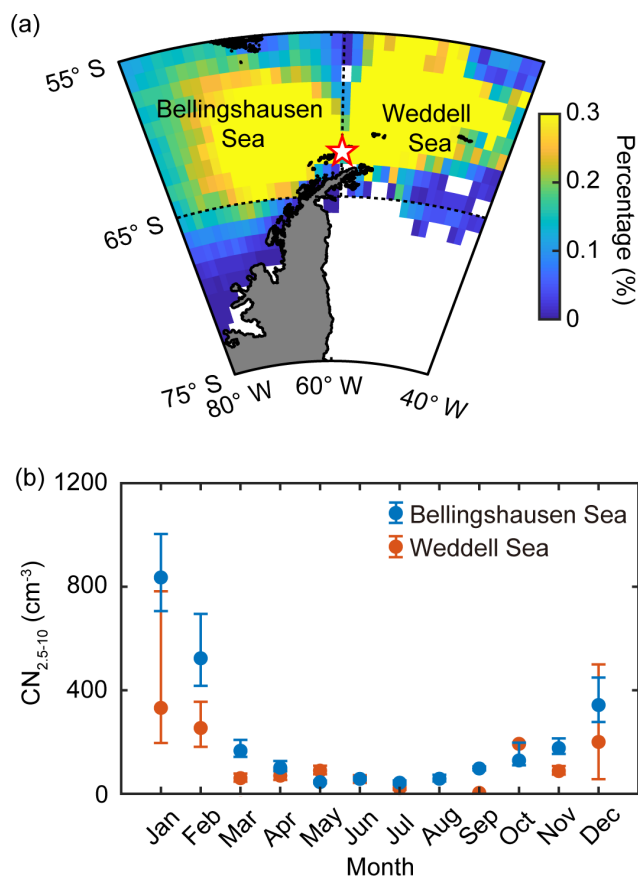 (a)
55° S
65° S
75° S
80° W
60° W
40° W
Bellingshausen
Sea
Weddell
Sea
0.3
0.2
0.1
0
Percentage (%)
(b)
1200
800
400
0
CN2.5-10 (cm-3)
Bellingshausen Sea
Weddell Sea
Jan
Feb
Mar
Apr
May
Jun
Jul
Aug
Sep
Oct
Nov
Dec
Month